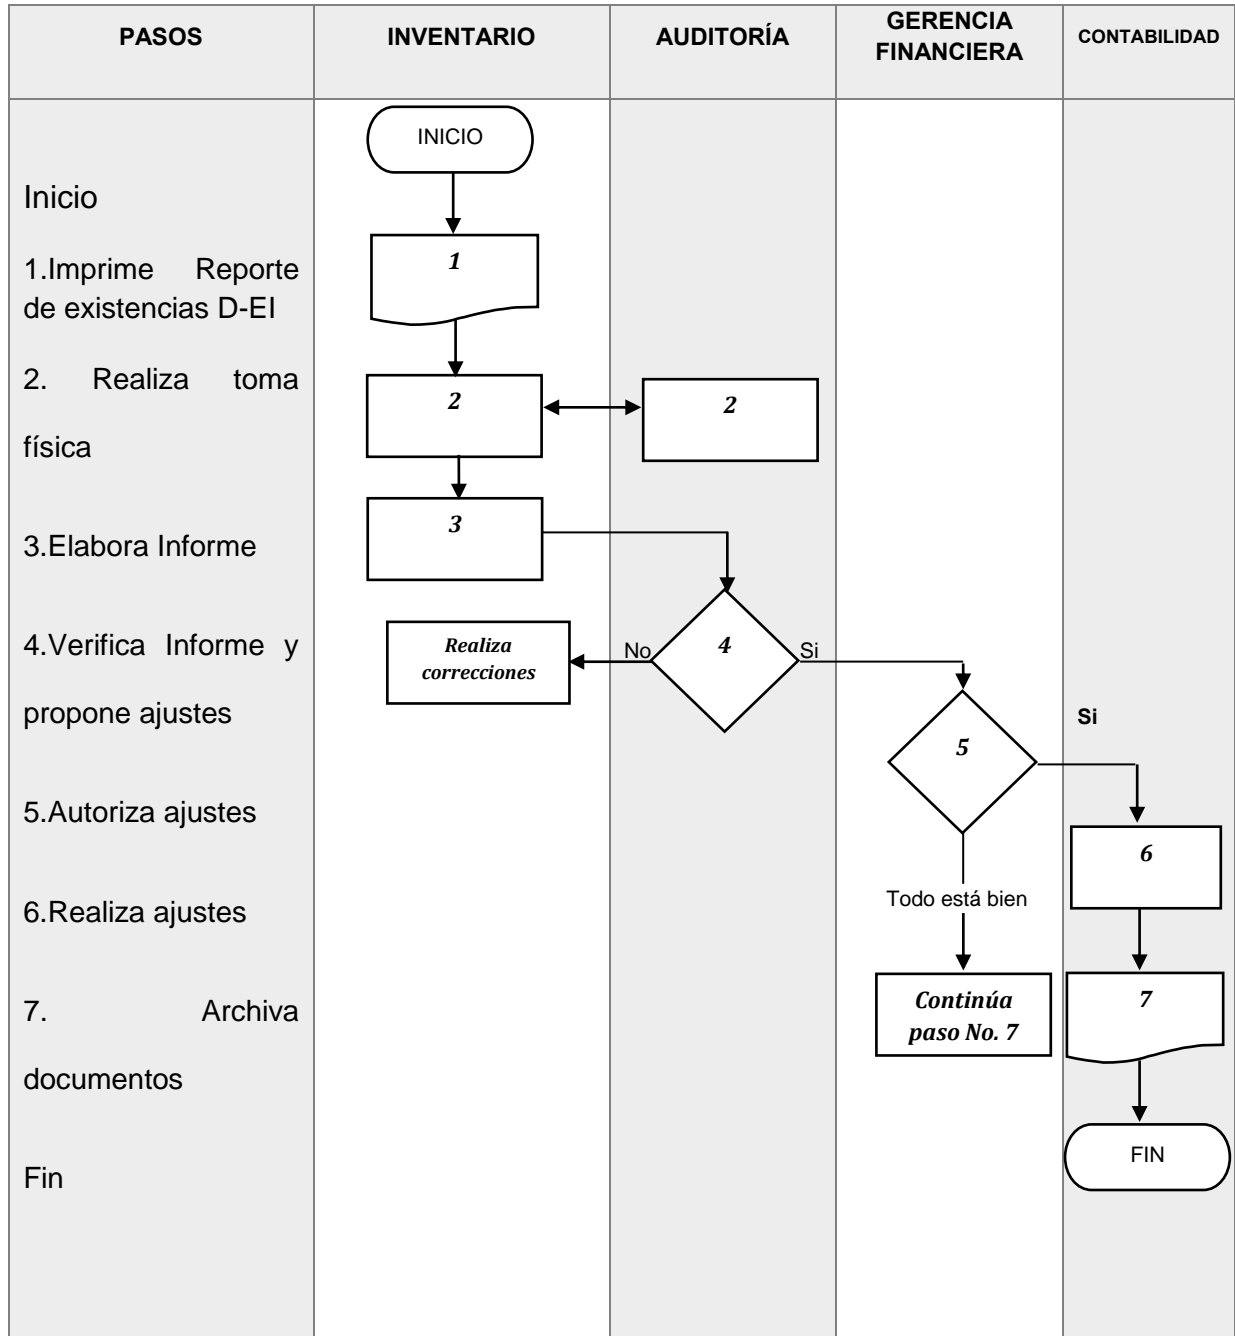 PASOS
INVENTARIO
AUDITORÍA
GERENCIA
FINANCIERA
CONTABILIDAD
Inicio
1.Imprime Reporte
de existencias D-EI
2. Realiza toma
física
3.Elabora Informe
4.Verifica Informe y
propone ajustes
5.Autoriza ajustes
6.Realiza ajustes
7. Archiva
documentos
Fin
INICIO
1
2
2
3
4
No
Si
Realiza
correcciones
5
Si
Todo está bien
Continúa
paso No. 7
6
7
FIN